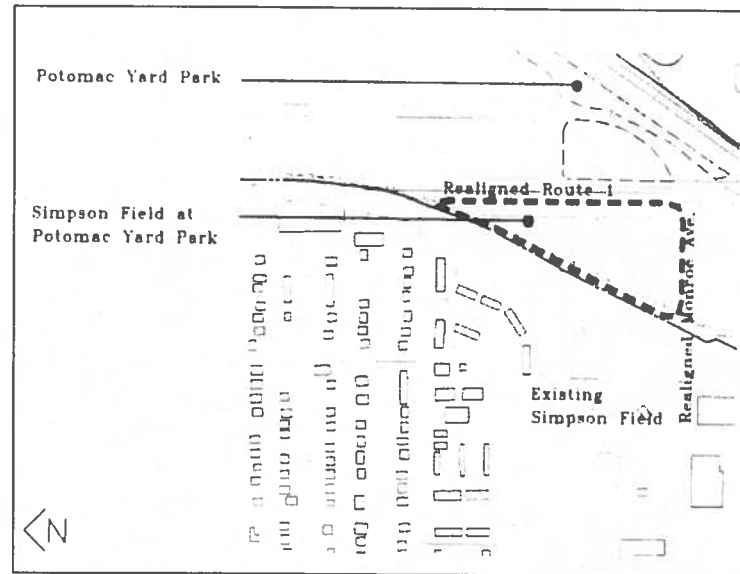 Potomac Yard Park
Realigned Route 1
Simpson Field at
Potomac Yard Park
Realigned Monroe Ave.
Existing
Simpson Field
N